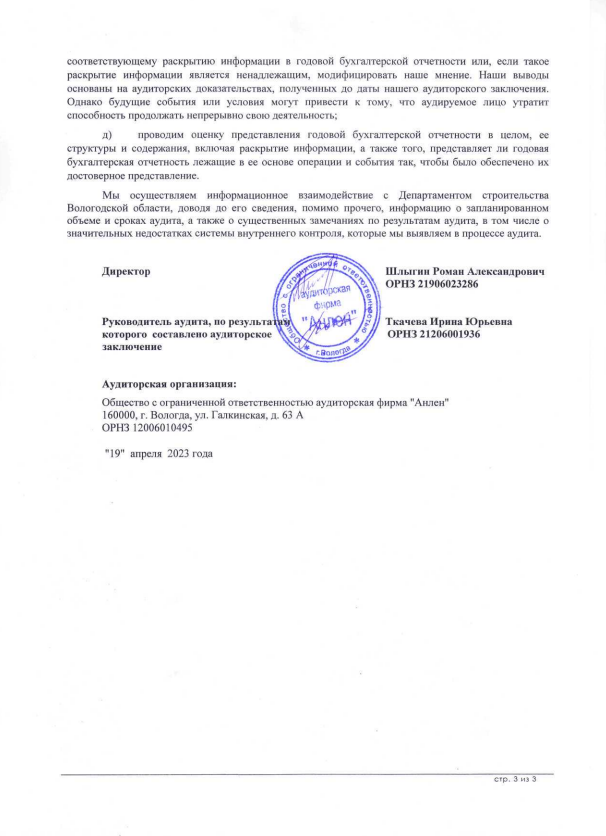 соответствующему раскрытию информации в годовой бухгалтерской отчетности или, если такое
раскрытие информации является ненадлежащим, модифицировать наше мнение. Наши выводы
основаны на аудиторских доказательствах, полученных до даты нашего аудиторского заключения.
Однако будущие события или условия могут привести к тому, что аудируемое лицо утратит
способность продолжать непрерывно свою деятельность;
д) проводим оценку представления годовой бухгалтерской отчетности в целом, ее
структуры и содержания, включая раскрытие информации, а также того, представляет ли годовая
бухгалтерская отчетность лежащие в ее основе операции и события так, чтобы было обеспечено их
достоверное представление.
Мы осуществляем информационное взаимодействие с Департаментом строительства
Вологодской области, доводя до его сведения, помимо прочего, информацию о запланированном
объеме и сроках аудита, а также о существенных замечаниях по результатам аудита, в том числе о
значительных недостатках системы внутреннего контроля, которые мы выявляем в процессе аудита.
Директор
Шлыгин Роман Александрович
ОРНЗ 21906023286
Общество с ограниченной ответственностью
аудиторская
фирма
"Анлен"
г.Вологда
Руководитель аудита, по результатам
которого составлено аудиторское
заключение
Ткачева Ирина Юрьевна
ОРНЗ 21206001936
Аудиторская организация:
Общество с ограниченной ответственностью аудиторская фирма "Анлен"
160000, г. Вологда, ул. Галкинская, д. 63 А
ОРНЗ 12006010495
"19" апреля 2023 года
стр. 3 из 3